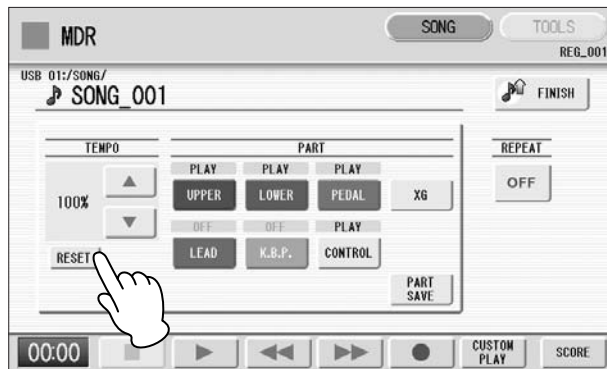 MDR
SONG
TOOLS
REG_001
USB 01:/SONG/
SONG_001
FINISH
TEMPO
PART
REPEAT
PLAY PLAY PLAY
100%
UPPER LOWER PEDAL XG
OFF
OFF OFF PLAY
RESET
LEAD K.B.P. CONTROL
PART
SAVE
00:00
CUSTOM
PLAY
SCORE